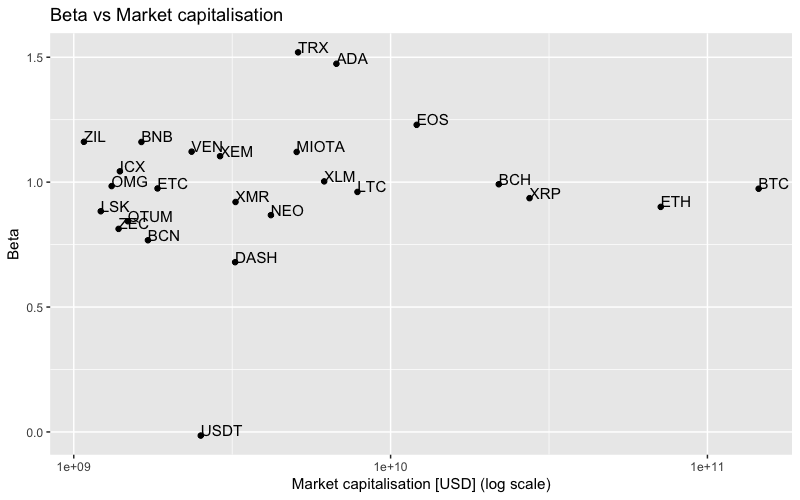 Beta vs Market capitalisation
TRX
ADA
1.5
EOS
ZIL
BNB
VEN
XEM
MIOTA
ICX
OMG
ETC
XLM
LTC
BCH
XRP
BTC
1.0
XMR
ETH
LSK
QTUM
NEO
ZEC
BCN
DASH
Beta
0.5
USDT
0.0
1e+09
1e+10
1e+11
Market capitalisation [USD] (log scale)